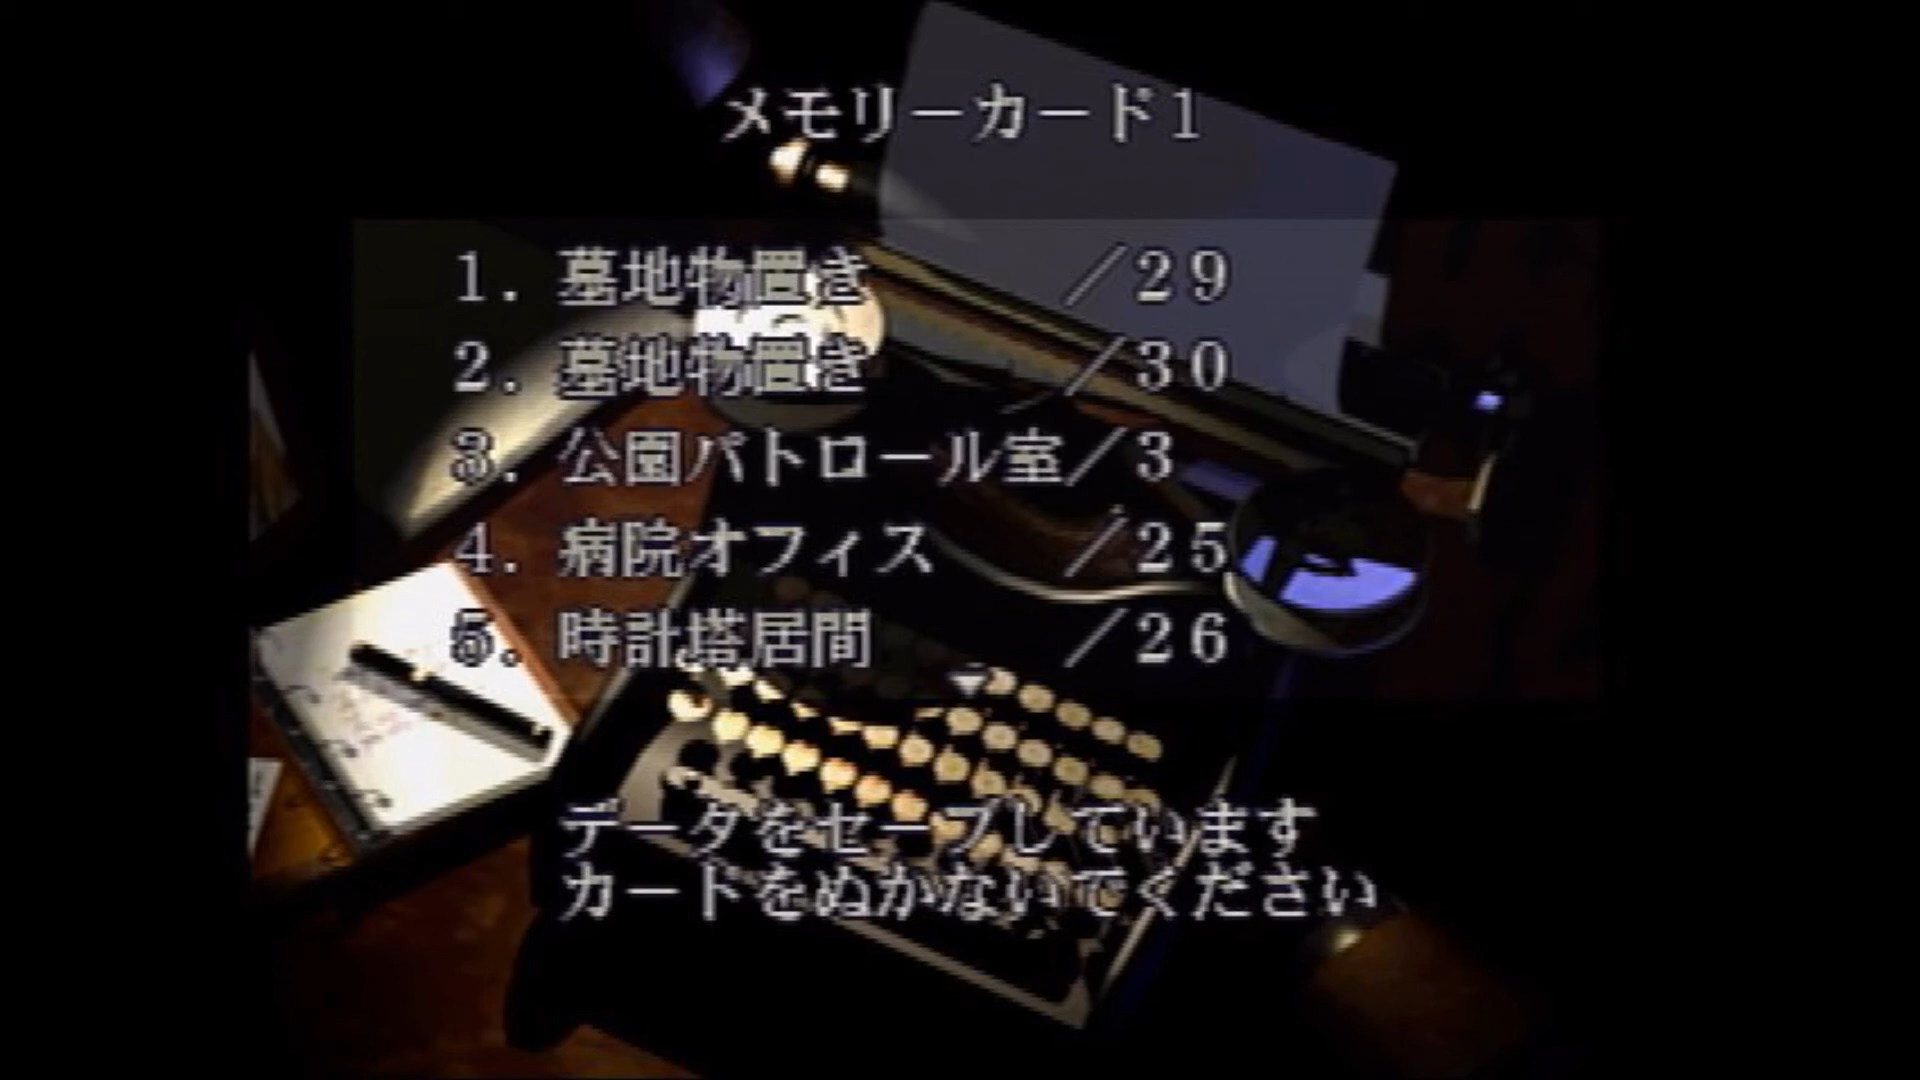 メモリーカード1
1. 墓地物置き /29
2. 墓地物置き /30
3. 公園パトロール室/3
4. 病院オフィス /25
5. 時計塔居間 /26
データをセーブしています
カードをぬかないでください